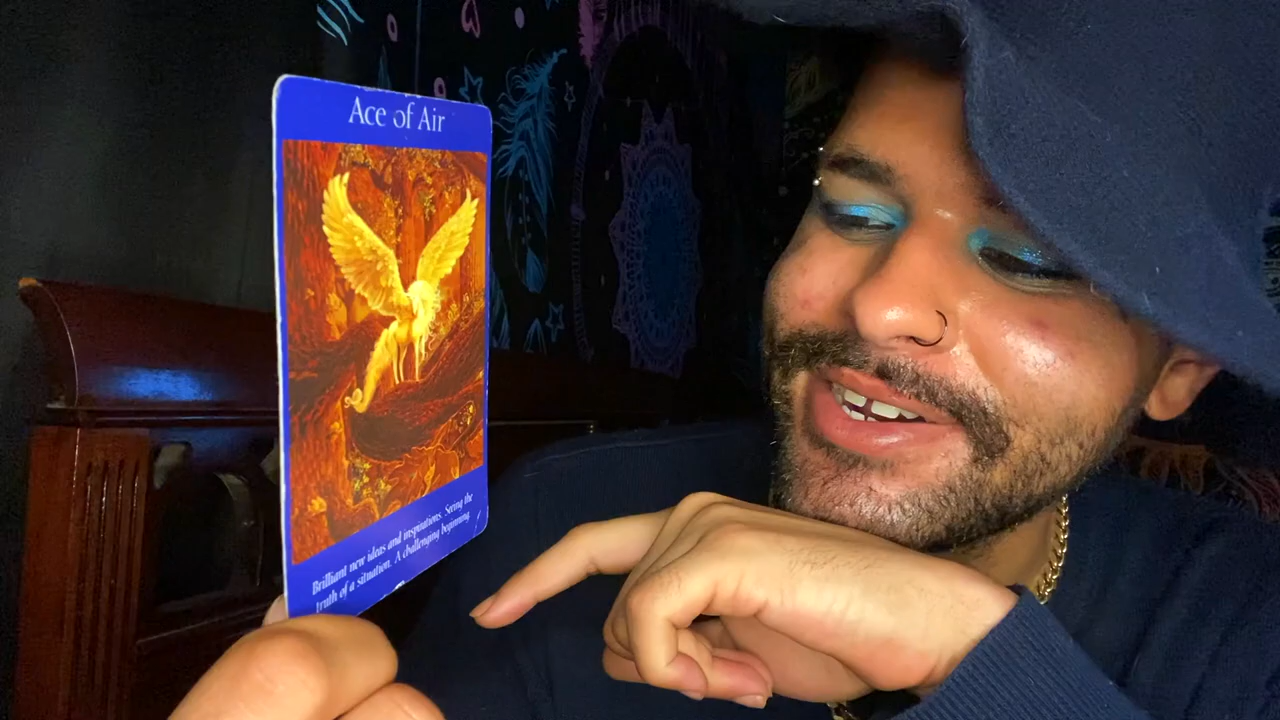 Ace of Air
Brilliant new ideas and inspirations. Seeing the
truth of a situation. A challenging beginning.